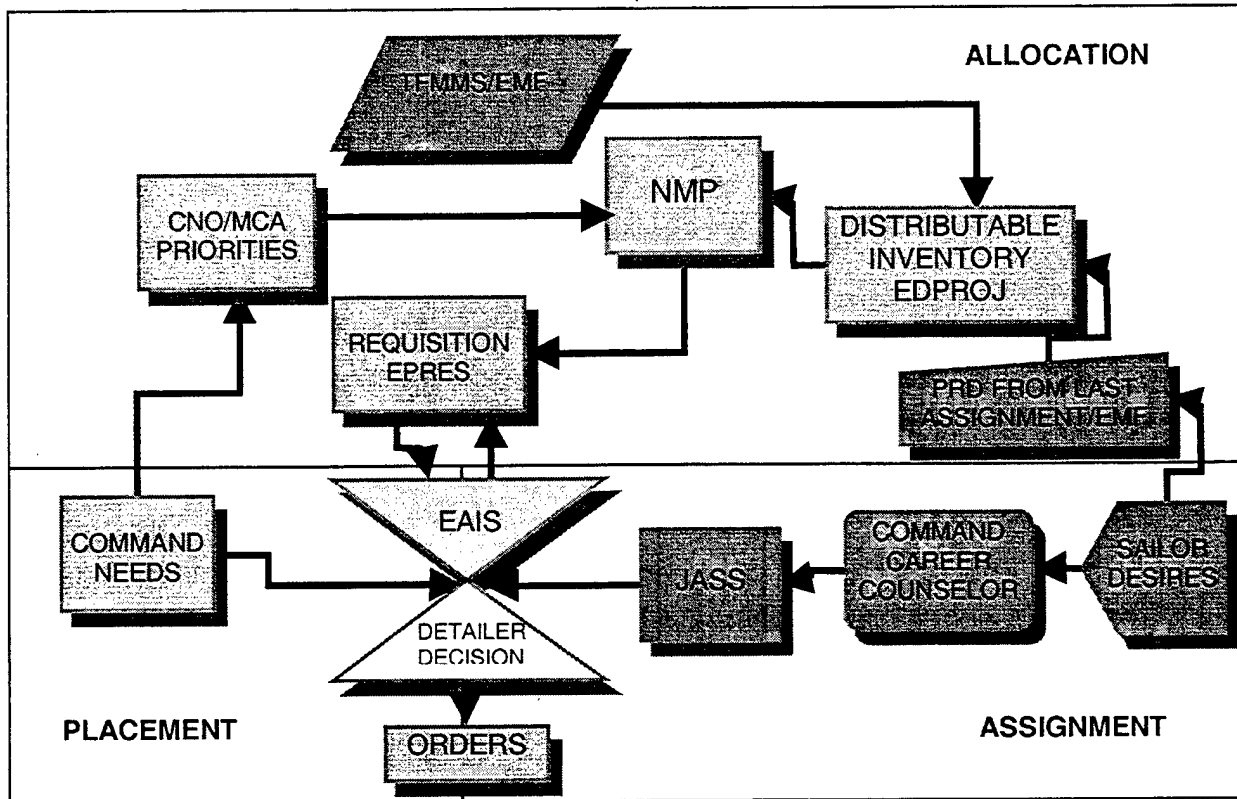 ALLOCATION
TFMMS/EMF
CNO/MCA
PRIORITIES
NMP
DISTRIBUTABLE
INVENTORY
EDPROJ
REQUISITION
EPRES
PRD FROM LAST
ASSIGNMENT/EMF
COMMAND
NEEDS
EAIS
JASS
COMMAND
CAREER
COUNSELOR
SAILOR
DESIRES
DETAILER
DECISION
PLACEMENT
ORDERS
ASSIGNMENT